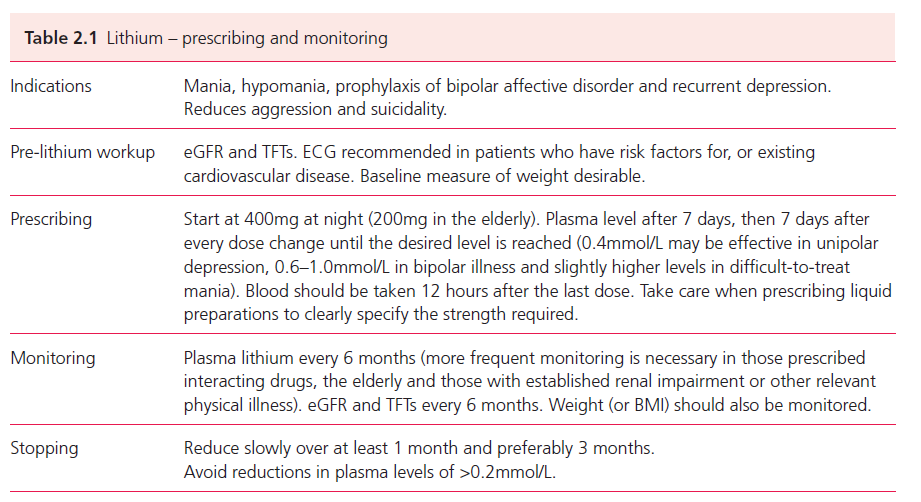 Table 2.1 Lithium – prescribing and monitoring
Indications Mania, hypomania, prophylaxis of bipolar affective disorder and recurrent depression.
Reduces aggression and suicidality.
Pre-lithium workup eGFR and TFTs. ECG recommended in patients who have risk factors for, or existing
cardiovascular disease. Baseline measure of weight desirable.
Prescribing Start at 400mg at night (200mg in the elderly). Plasma level after 7 days, then 7 days after
every dose change until the desired level is reached (0.4mmol/L may be effective in unipolar
depression, 0.6–1.0mmol/L in bipolar illness and slightly higher levels in difficult-to-treat
mania). Blood should be taken 12 hours after the last dose. Take care when prescribing liquid
preparations to clearly specify the strength required.
Monitoring Plasma lithium every 6 months (more frequent monitoring is necessary in those prescribed
interacting drugs, the elderly and those with established renal impairment or other relevant
physical illness). eGFR and TFTs every 6 months. Weight (or BMI) should also be monitored.
Stopping Reduce slowly over at least 1 month and preferably 3 months.
Avoid reductions in plasma levels of >0.2mmol/L.